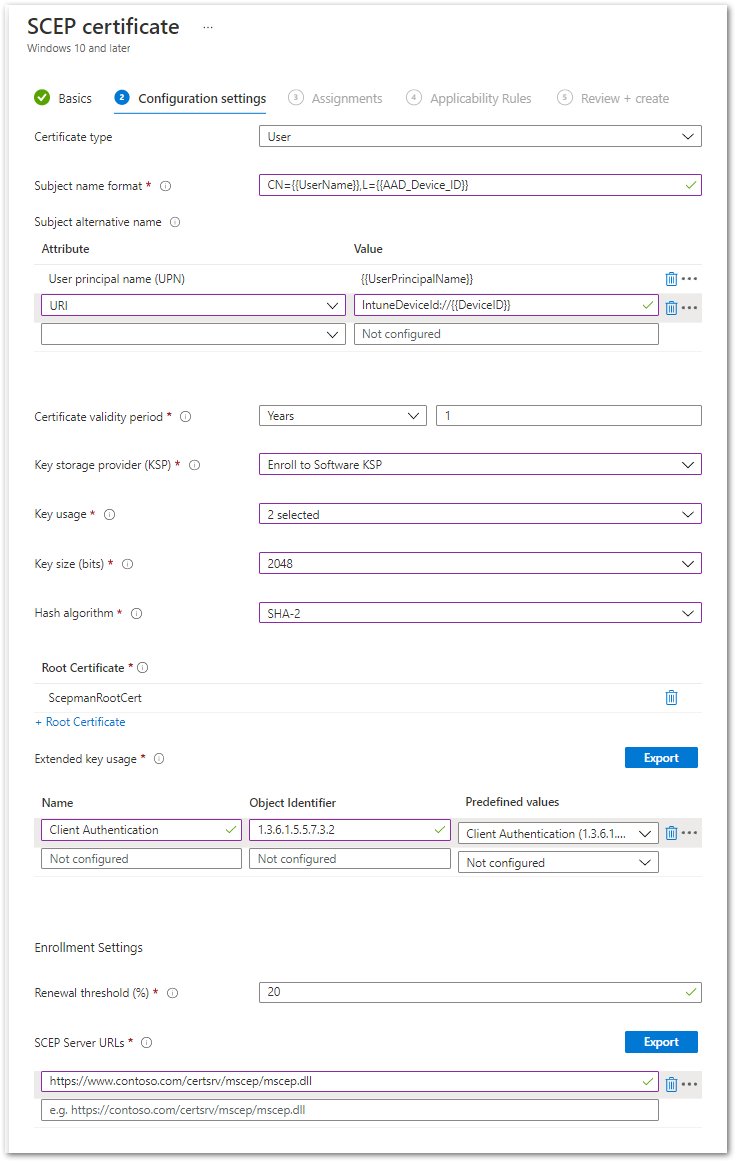 SCEP certificate ...
Windows 10 and later
Basics 2 Configuration settings 3 Assignments 4 Applicability Rules 5 Review + create
Certificate type User
Subject name format * CN={{UserName}},L={{AAD_Device_ID}}
Subject alternative name
Attribute Value
User principal name (UPN) {{UserPrincipalName}}
URI IntuneDeviceId://{{DeviceID}}
Not configured
Certificate validity period * Years 1
Key storage provider (KSP) * Enroll to Software KSP
Key usage * 2 selected
Key size (bits) * 2048
Hash algorithm * SHA-2
Root Certificate *
ScepmanRootCert
+ Root Certificate
Extended key usage * Export
Name Object Identifier Predefined values
Client Authentication 1.3.6.1.5.5.7.3.2 Client Authentication (1.3.6.1....
Not configured Not configured Not configured
Enrollment Settings
Renewal threshold (%) * 20
SCEP Server URLs * Export
https://www.contoso.com/certsrv/mscep/mscep.dll
e.g. https://contoso.com/certsrv/mscep/mscep.dll